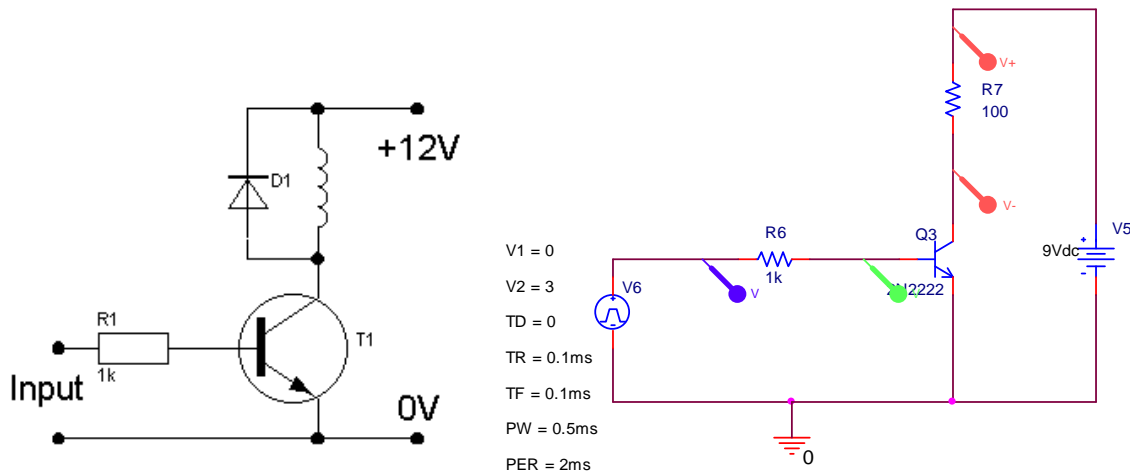 +12V
D1
R1
1k
T1
Input
0V
V1 = 0
V2 = 3
TD = 0
TR = 0.1ms
TF = 0.1ms
PW = 0.5ms
PER = 2ms
V6
V
R6
1k
Q3
V+
R7
100
V-
V5
9Vdc
+
-
0